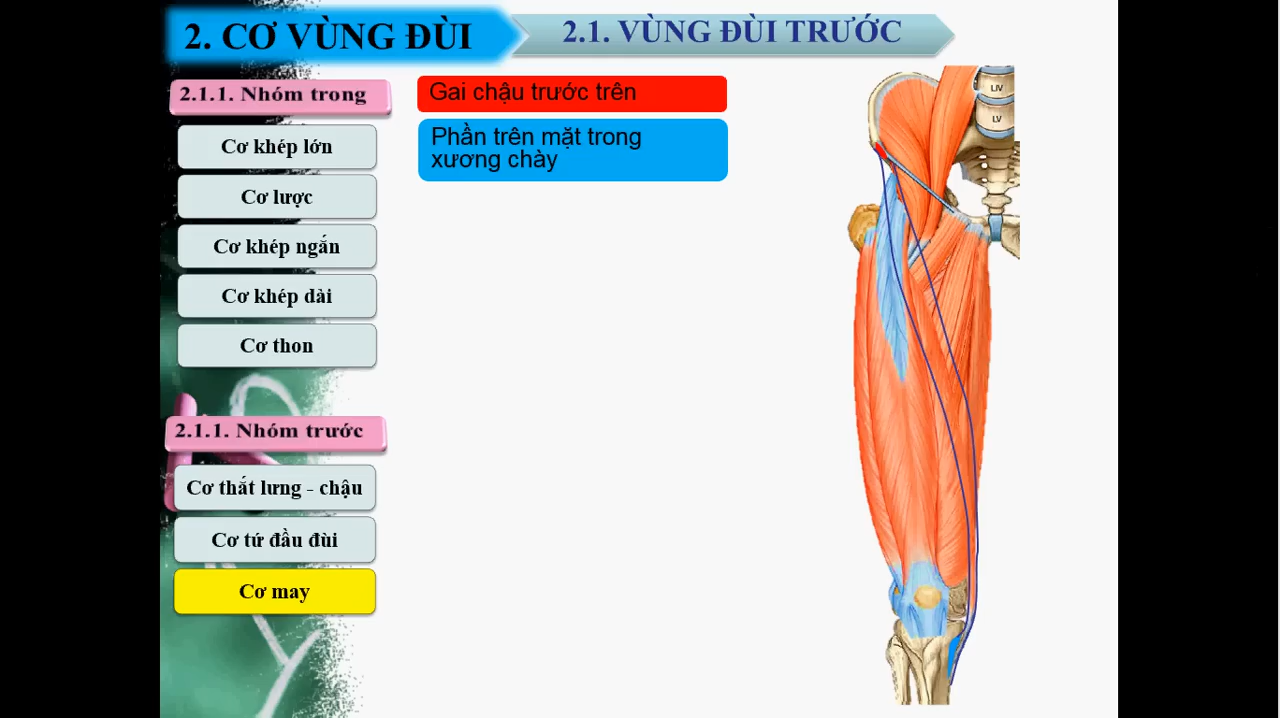 2. CƠ VÙNG ĐÙI
2.1. VÙNG ĐÙI TRƯỚC
2.1.1. Nhóm trong
Cơ khép lớn
Cơ lược
Cơ khép ngắn
Cơ khép dài
Cơ thon
2.1.1. Nhóm trước
Cơ thắt lưng - chậu
Cơ tứ đầu đùi
Cơ may
Gai chậu trước trên
Phần trên mặt trong
xương chày
LIV
LV